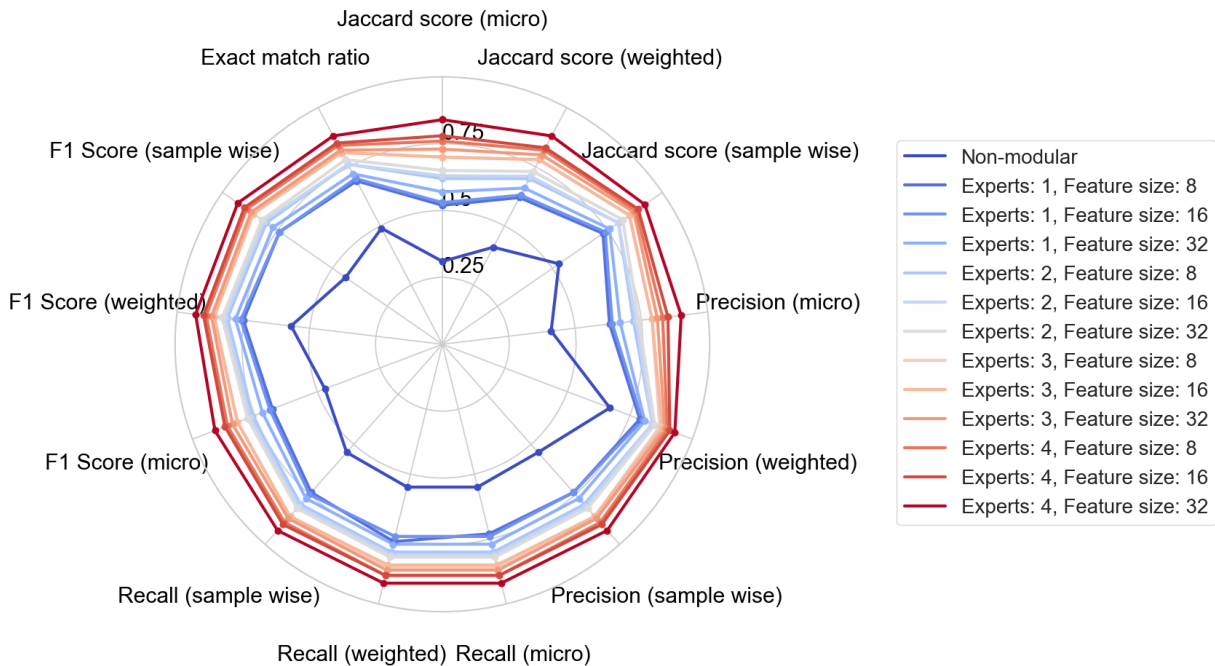 Jaccard score (micro)
Exact match ratio
Jaccard score (weighted)
F1 Score (sample wise)
Jaccard score (sample wise)
F1 Score (weighted)
Precision (micro)
F1 Score (micro)
Precision (weighted)
Recall (sample wise)
Precision (sample wise)
Recall (weighted)
Recall (micro)
0.75
0.5
0.25
Non-modular
Experts: 1, Feature size: 8
Experts: 1, Feature size: 16
Experts: 1, Feature size: 32
Experts: 2, Feature size: 8
Experts: 2, Feature size: 16
Experts: 2, Feature size: 32
Experts: 3, Feature size: 8
Experts: 3, Feature size: 16
Experts: 3, Feature size: 32
Experts: 4, Feature size: 8
Experts: 4, Feature size: 16
Experts: 4, Feature size: 32